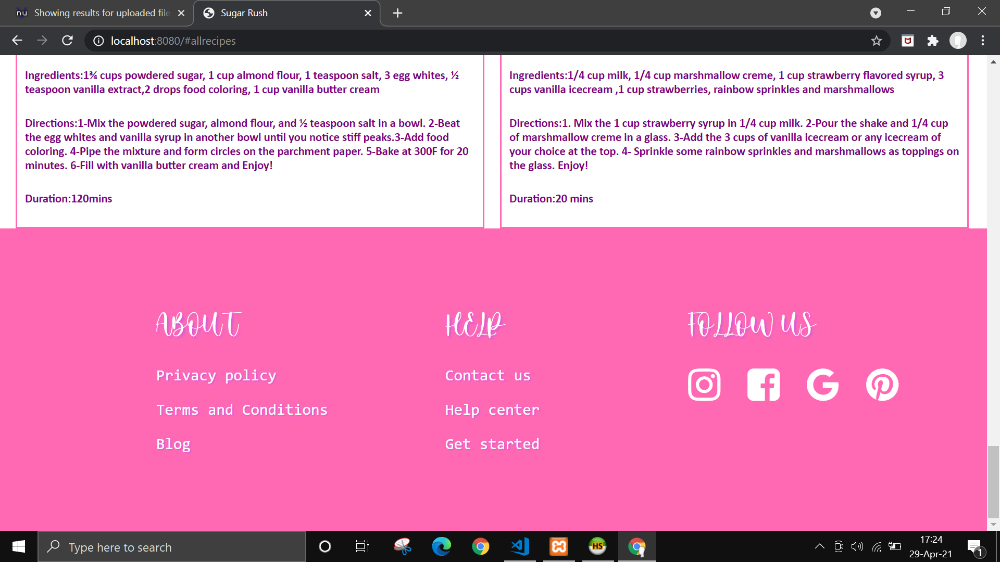 nu Showing results for uploaded file
Sugar Rush
localhost:8080/#allrecipes
Ingredients:1¾ cups powdered sugar, 1 cup almond flour, 1 teaspoon salt, 3 egg whites, ½
teaspoon vanilla extract,2 drops food coloring, 1 cup vanilla butter cream
Directions:1-Mix the powdered sugar, almond flour, and ½ teaspoon salt in a bowl. 2-Beat
the egg whites and vanilla syrup in another bowl until you notice stiff peaks.3-Add food
coloring. 4-Pipe the mixture and form circles on the parchment paper. 5-Bake at 300F for 20
minutes. 6-Fill with vanilla butter cream and Enjoy!
Duration:120mins
Ingredients:1/4 cup milk, 1/4 cup marshmallow creme, 1 cup strawberry flavored syrup, 3
cups vanilla icecream ,1 cup strawberries, rainbow sprinkles and marshmallows
Directions:1. Mix the 1 cup strawberry syrup in 1/4 cup milk. 2-Pour the shake and 1/4 cup
of marshmallow creme in a glass. 3-Add the 3 cups of vanilla icecream or any icecream of
your choice at the top. 4- Sprinkle some rainbow sprinkles and marshmallows as toppings on
the glass. Enjoy!
Duration:20 mins
ABOUT
Privacy policy
Terms and Conditions
Blog
HELP
Contact us
Help center
Get started
FOLLOW US
Type here to search
HS
17:24
29-Apr-21
1